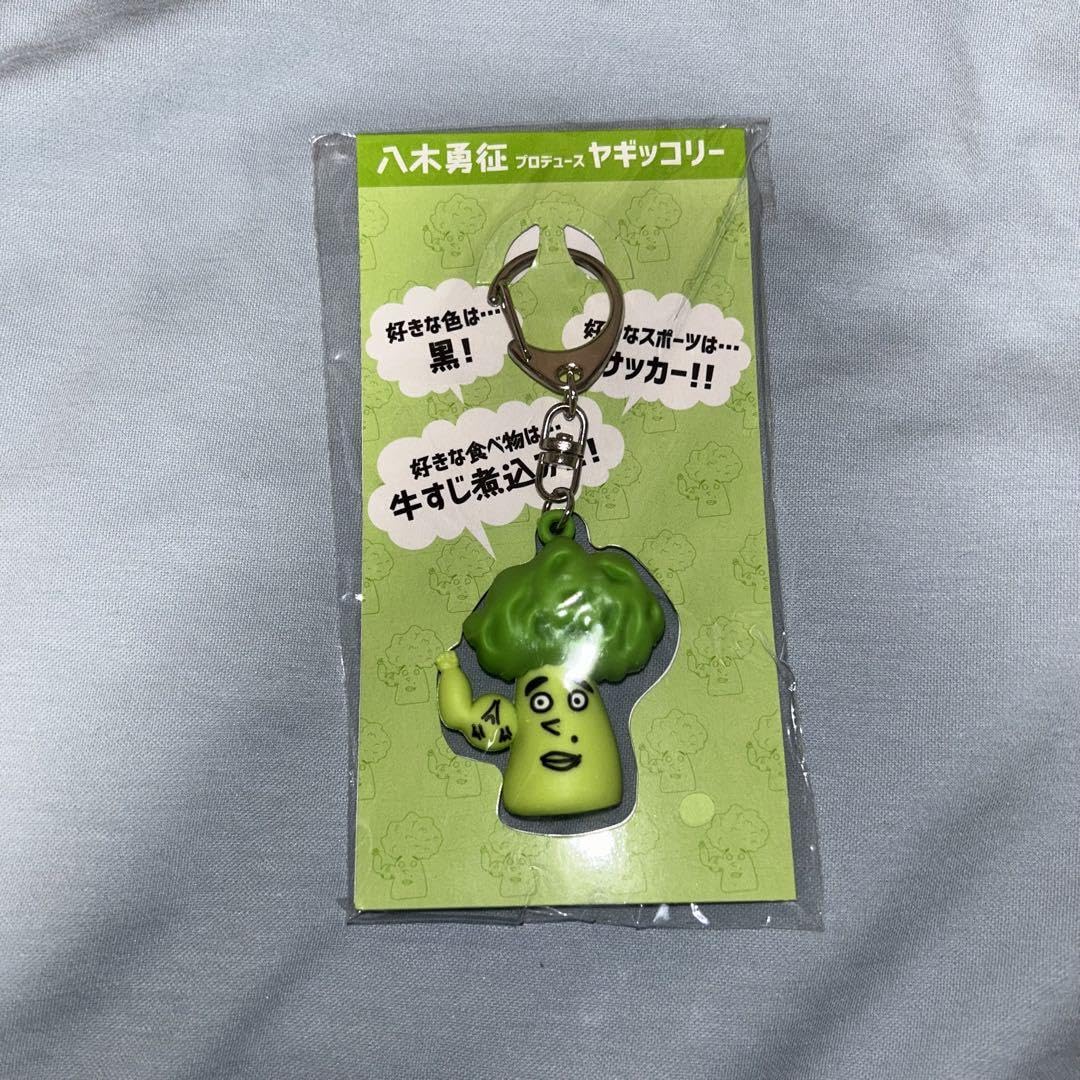 八木勇征 プロデュース ヤギッコリー
好きな色は…
黒!
好 なスポーツは…
サッカー!!
好きな食べ物は…
牛すじ煮込 !